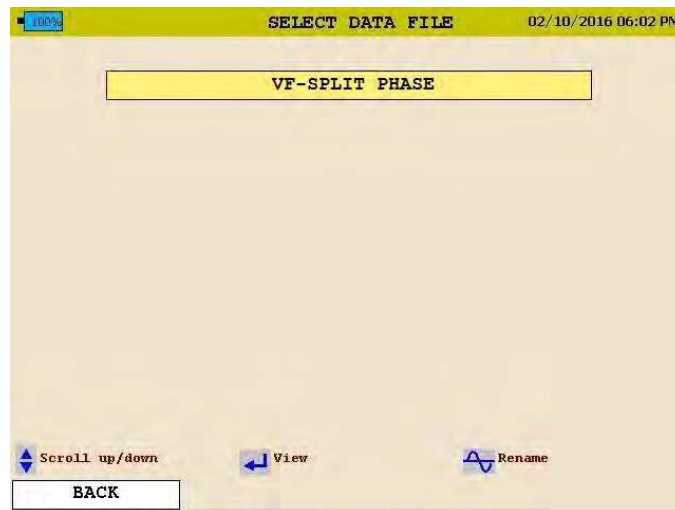 100% SELECT DATA FILE 02/10/2016 06:02 PM
VF-SPLIT PHASE
Scroll up/down View Rename
BACK